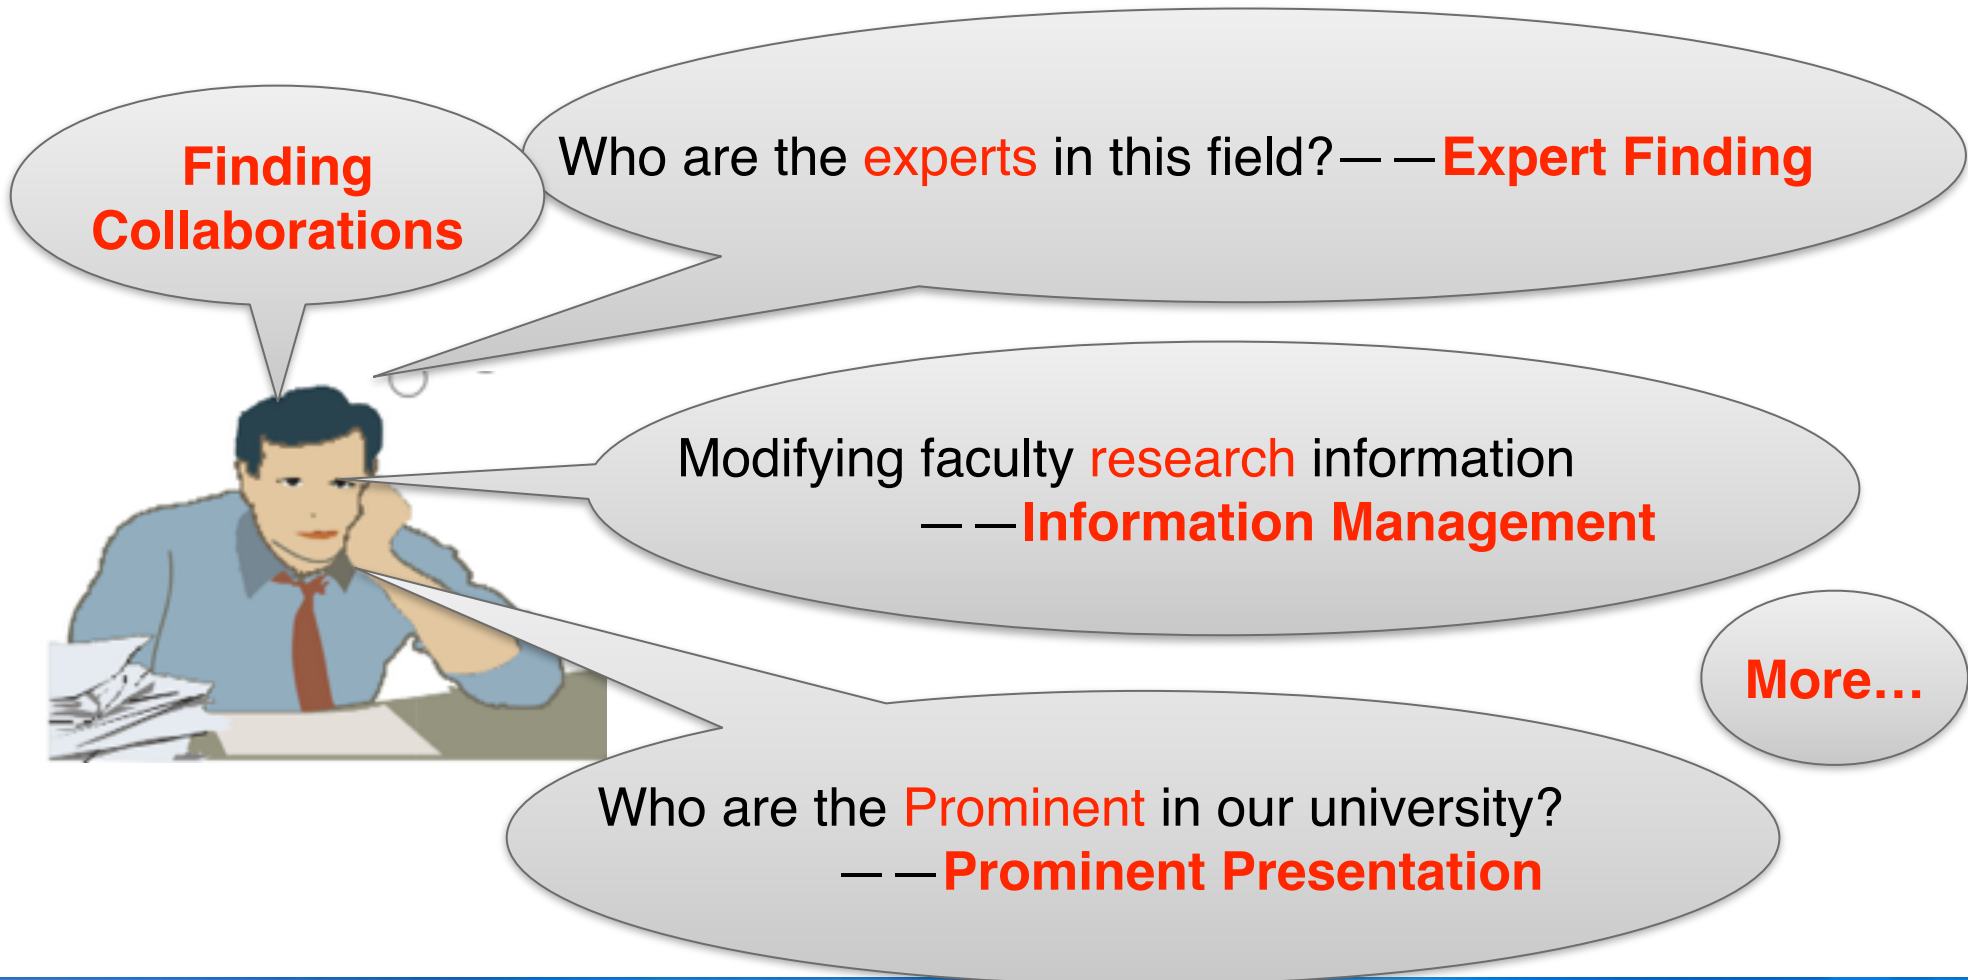 Finding
Collaborations
Who are the experts in this field?——Expert Finding
Modifying faculty research information
——Information Management
More…
Who are the Prominent in our university?
——Prominent Presentation